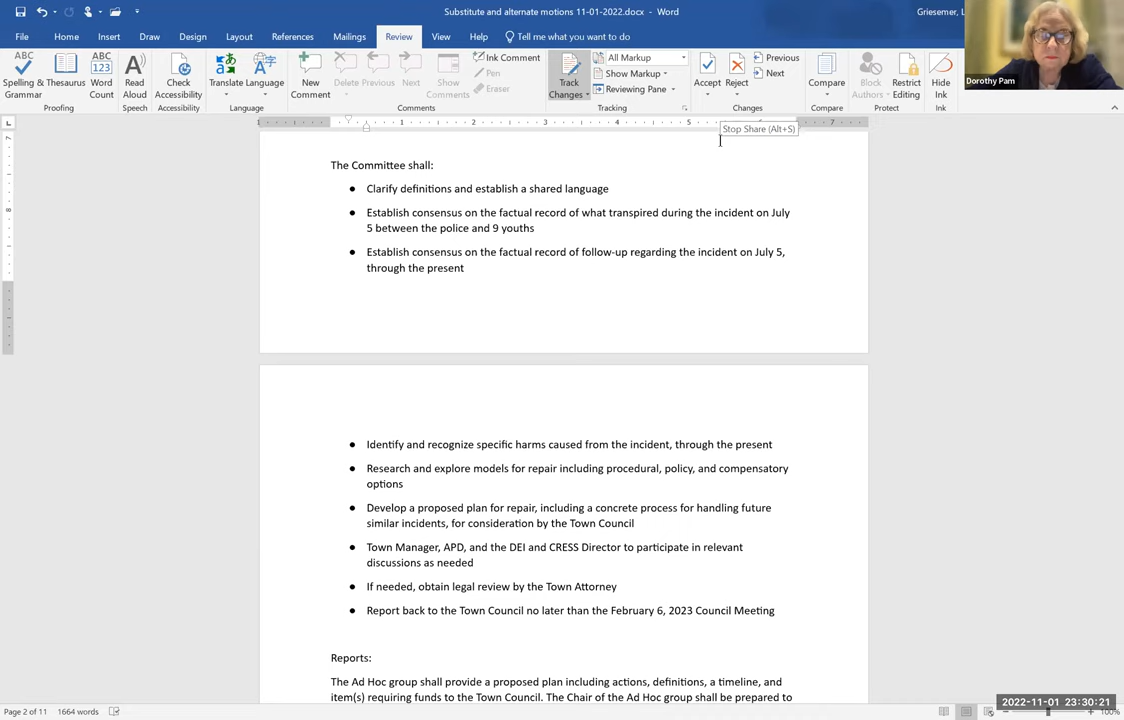 Substitute and alternate motions 11-01-2022.docx - Word
Griesemer, L
File Home Insert Draw Design Layout References Mailings Review View Help Tell me what you want to do
ABC Spelling & Grammar
Thesaurus
ABC 123 Word Count
Proofing
Read Aloud
Speech
Check Accessibility
Accessibility
Translate
Language
Language
New Comment
Delete
Previous
Next
Show Comments
Ink Comment
Pen
Eraser
Comments
Track Changes
All Markup
Show Markup
Reviewing Pane
Tracking
Accept
Reject
Previous
Next
Changes
Compare
Compare
Block Authors
Restrict Editing
Protect
Hide Ink
Ink
Dorothy Pam
1 2 3 4 5 7
Stop Share (Alt+S)
The Committee shall:
● Clarify definitions and establish a shared language
● Establish consensus on the factual record of what transpired during the incident on July
5 between the police and 9 youths
● Establish consensus on the factual record of follow-up regarding the incident on July 5,
through the present
● Identify and recognize specific harms caused from the incident, through the present
● Research and explore models for repair including procedural, policy, and compensatory
options
● Develop a proposed plan for repair, including a concrete process for handling future
similar incidents, for consideration by the Town Council
● Town Manager, APD, and the DEI and CRESS Director to participate in relevant
discussions as needed
● If needed, obtain legal review by the Town Attorney
● Report back to the Town Council no later than the February 6, 2023 Council Meeting
Reports:
The Ad Hoc group shall provide a proposed plan including actions, definitions, a timeline, and
item(s) requiring funds to the Town Council. The Chair of the Ad Hoc group shall be prepared to
Page 2 of 11 1664 words
2022-11-01 23:30:21
100%